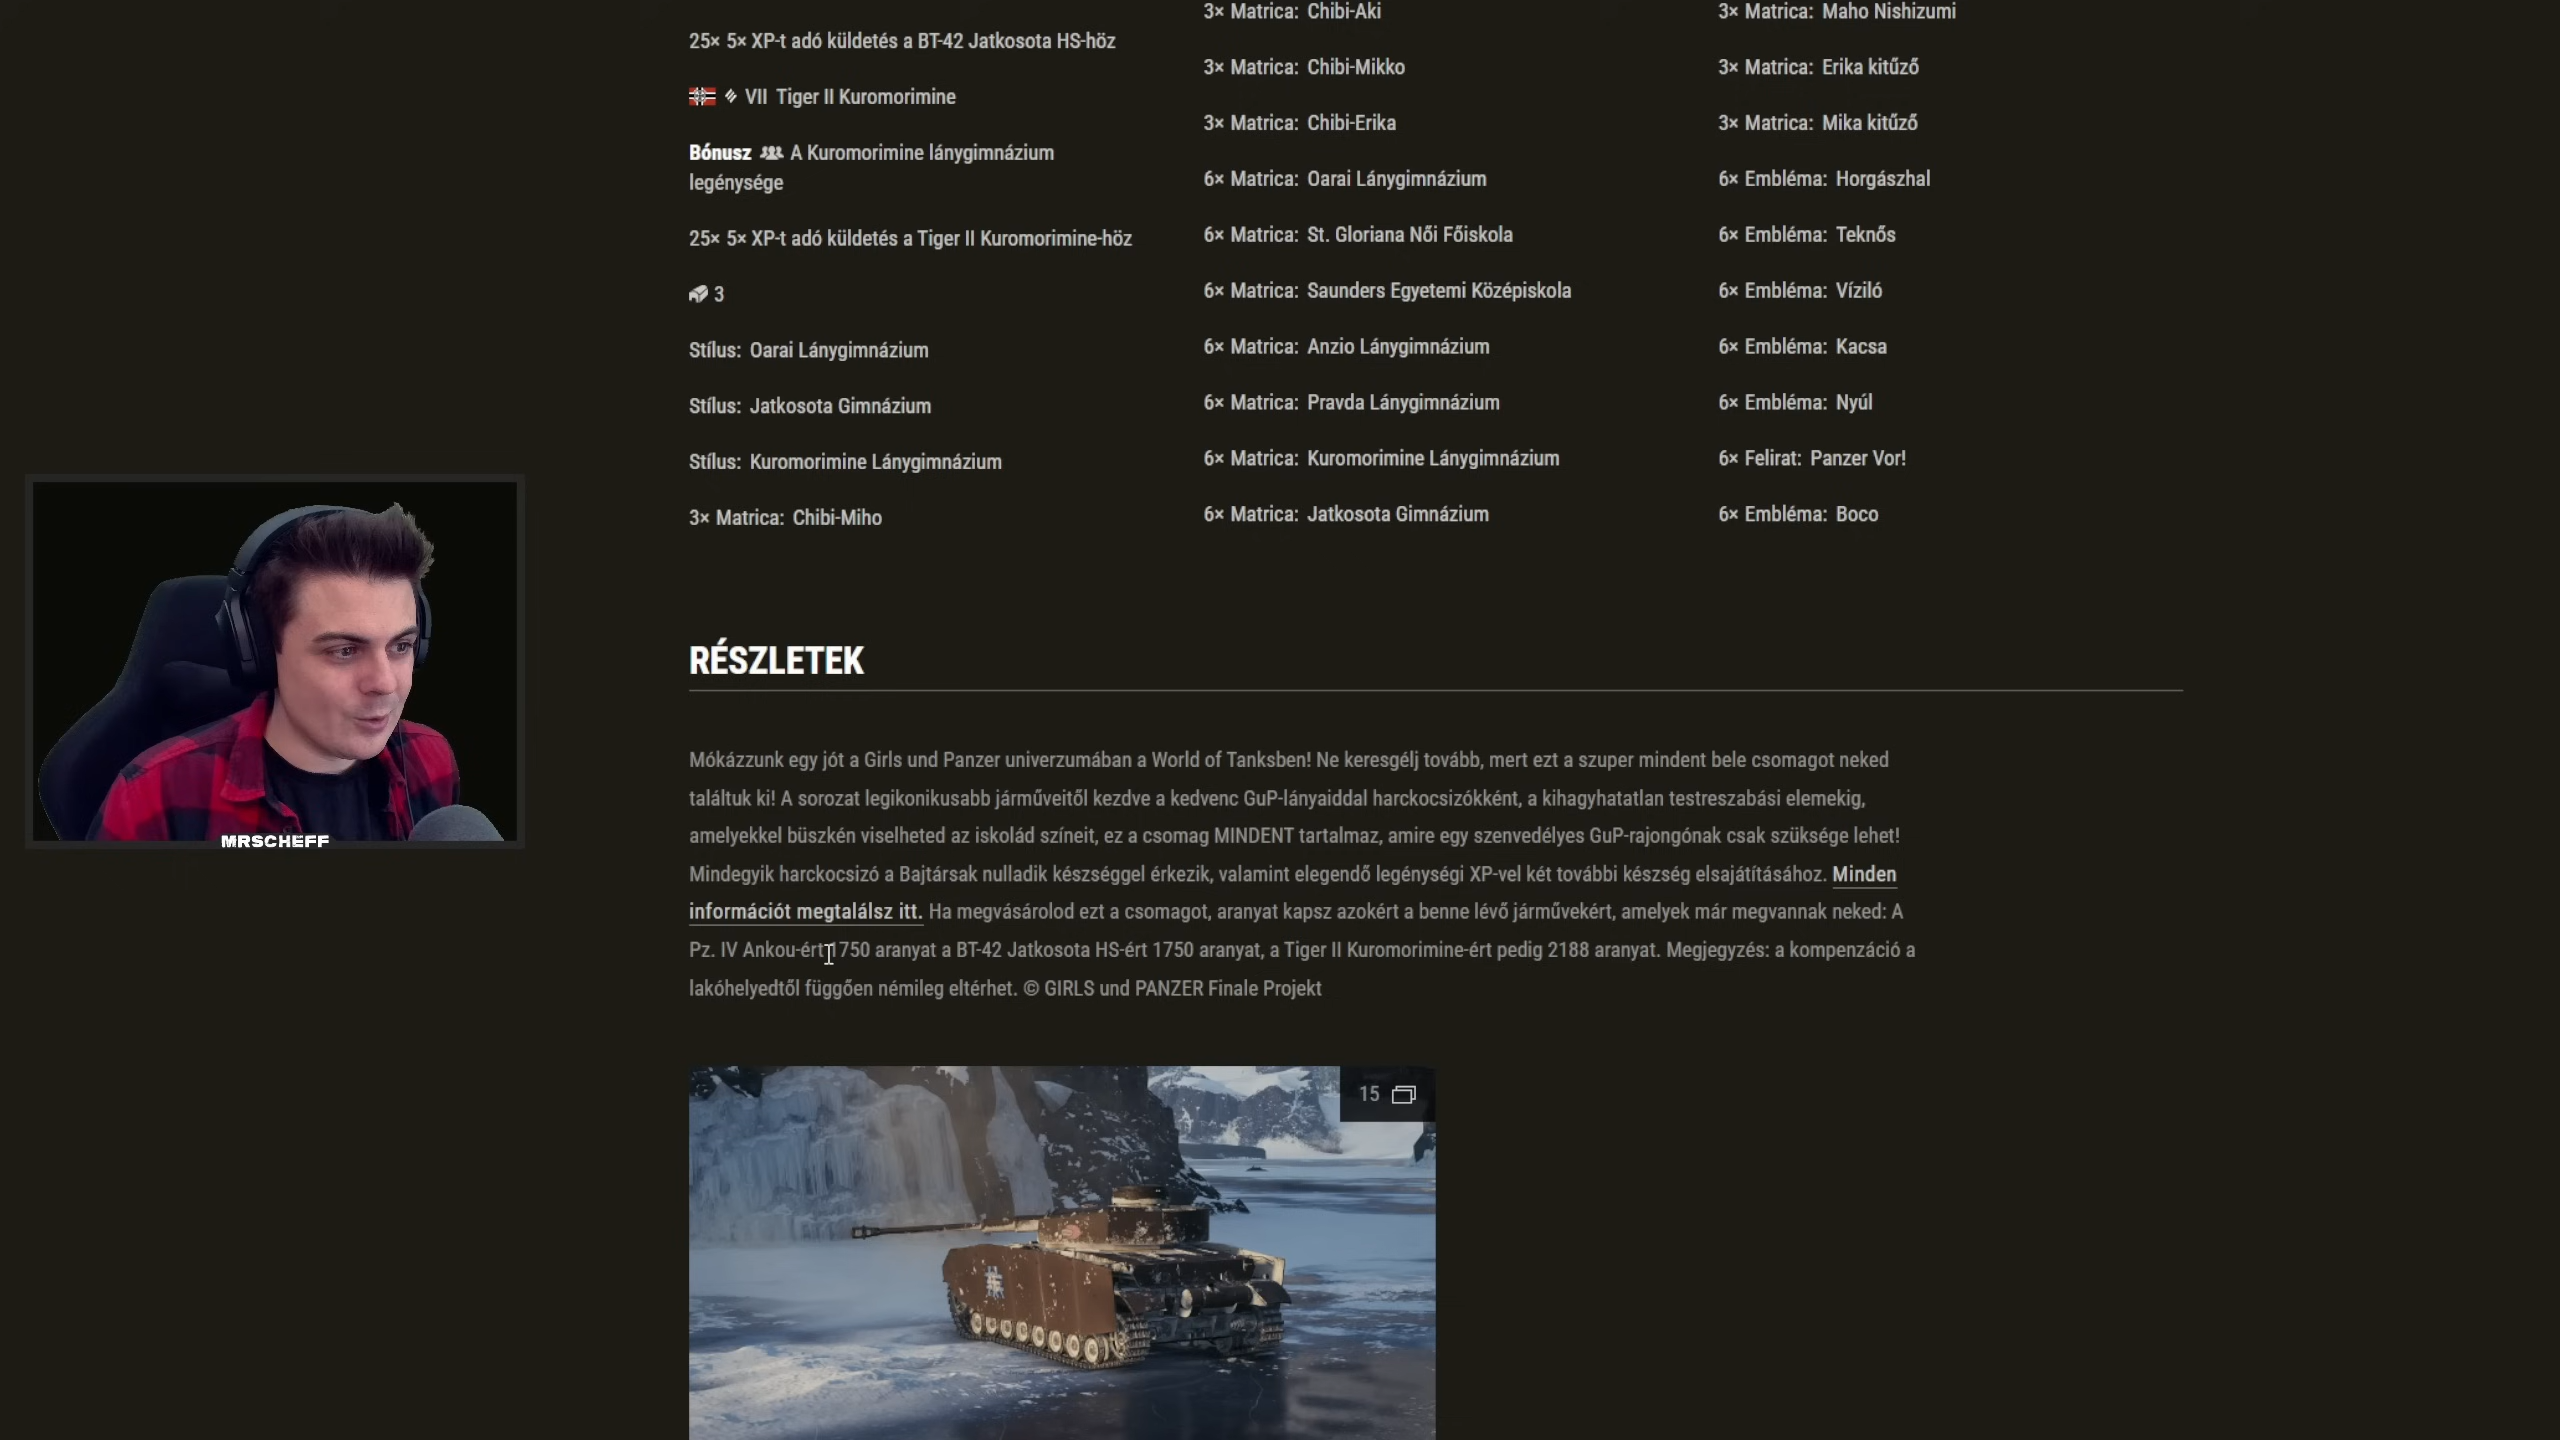 25× 5× XP-t adó küldetés a BT-42 Jatkosota HS-höz
VII Tiger II Kuromorimine
Bónusz A Kuromorimine lánygimnázium
legénysége
25× 5× XP-t adó küldetés a Tiger II Kuromorimine-höz
3
Stílus: Oarai Lánygimnázium
Stílus: Jatkosota Gimnázium
Stílus: Kuromorimine Lánygimnázium
3× Matrica: Chibi-Miho
3× Matrica: Chibi-Aki
3× Matrica: Chibi-Mikko
3× Matrica: Chibi-Erika
6× Matrica: Oarai Lánygimnázium
6× Matrica: St. Gloriana Női Főiskola
6× Matrica: Saunders Egyetemi Középiskola
6× Matrica: Anzio Lánygimnázium
6× Matrica: Pravda Lánygimnázium
6× Matrica: Kuromorimine Lánygimnázium
6× Matrica: Jatkosota Gimnázium
3× Matrica: Maho Nishizumi
3× Matrica: Erika kitűző
3× Matrica: Mika kitűző
6× Embléma: Horgászhal
6× Embléma: Teknős
6× Embléma: Víziló
6× Embléma: Kacsa
6× Embléma: Nyúl
6× Felirat: Panzer Vor!
6× Embléma: Boco
MRSCHEFF
RÉSZLETEK
Mókázzunk egy jót a Girls und Panzer univerzumában a World of Tanksben! Ne keresgélj tovább, mert ezt a szuper mindent bele csomagot neked
találtuk ki! A sorozat legikonikusabb járműveitől kezdve a kedvenc GuP-lányaiddal harckocsizókként, a kihagyhatatlan testreszabási elemekig,
amelyekkel büszkén viselheted az iskolád színeit, ez a csomag MINDENT tartalmaz, amire egy szenvedélyes GuP-rajongónak csak szüksége lehet!
Mindegyik harckocsizó a Bajtársak nulladik készséggel érkezik, valamint elegendő legénységi XP-vel két további készség elsajátításához. Minden
információt megtalálsz itt. Ha megvásárolod ezt a csomagot, aranyat kapsz azokért a benne lévő járművekért, amelyek már megvannak neked: A
Pz. IV Ankou-ért 1750 aranyat a BT-42 Jatkosota HS-ért 1750 aranyat, a Tiger II Kuromorimine-ért pedig 2188 aranyat. Megjegyzés: a kompenzáció a
lakóhelyedtől függően némileg eltérhet. © GIRLS und PANZER Finale Projekt
15